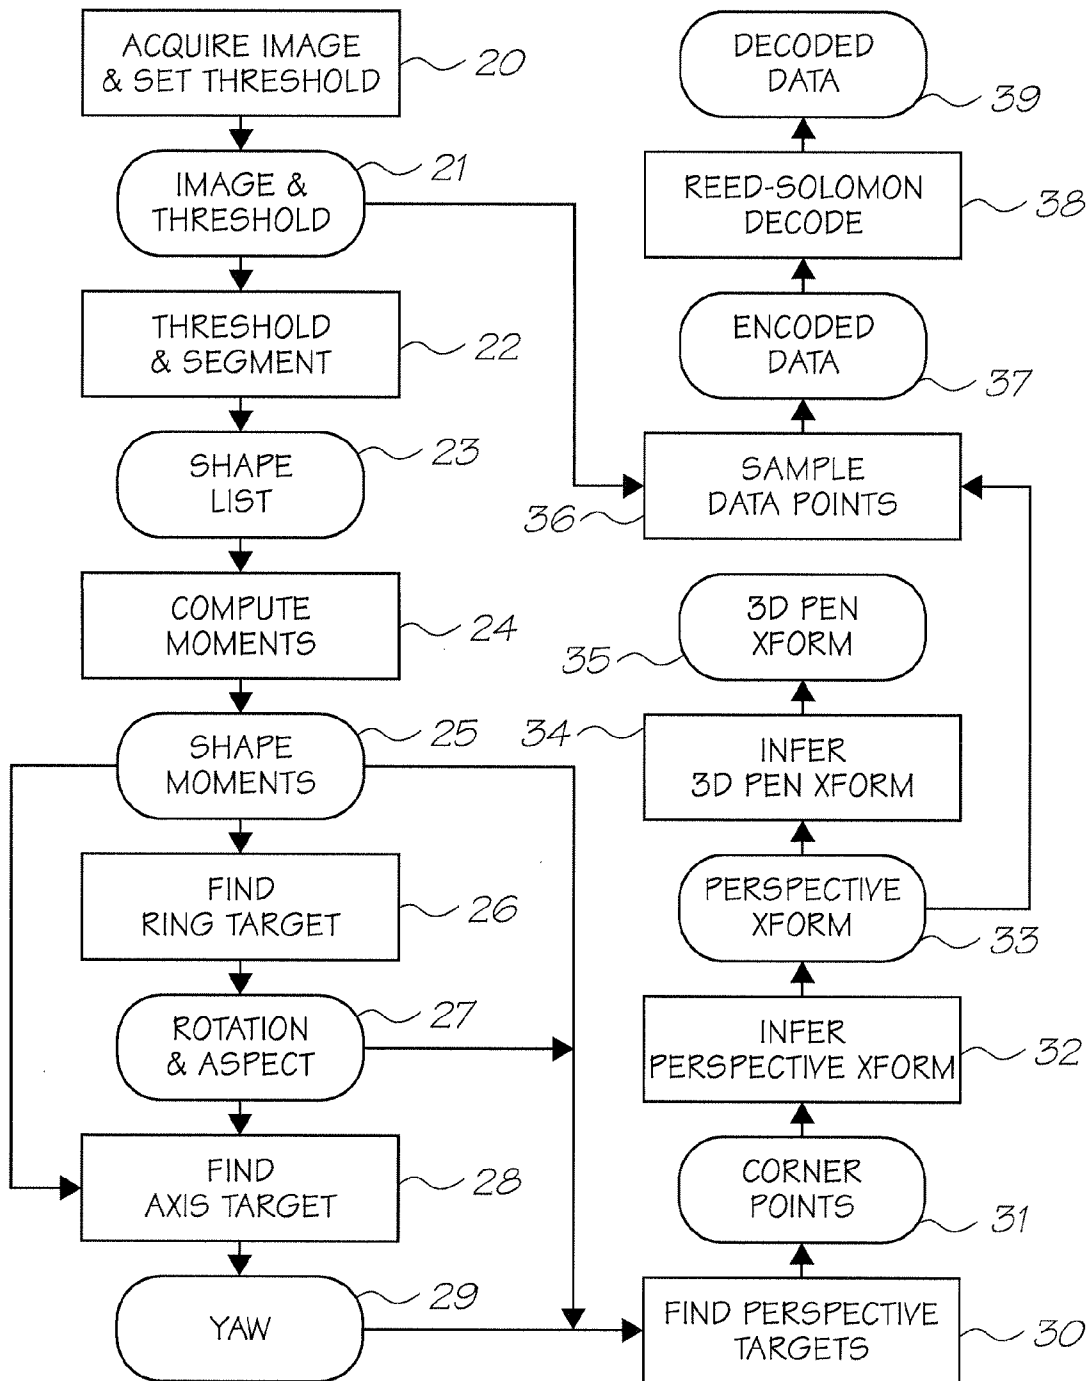 ACQUIRE IMAGE
& SET THRESHOLD
20
IMAGE &
THRESHOLD
21
THRESHOLD
& SEGMENT
22
SHAPE
LIST
23
COMPUTE
MOMENTS
24
SHAPE
MOMENTS
25
FIND
RING TARGET
26
ROTATION
& ASPECT
27
FIND
AXIS TARGET
28
YAW
29
DECODED
DATA
39
REED-SOLOMON
DECODE
38
ENCODED
DATA
37
SAMPLE
DATA POINTS
36
3D PEN
XFORM
35
INFER
3D PEN XFORM
34
PERSPECTIVE
XFORM
33
INFER
PERSPECTIVE XFORM
32
CORNER
POINTS
31
FIND PERSPECTIVE
TARGETS
30